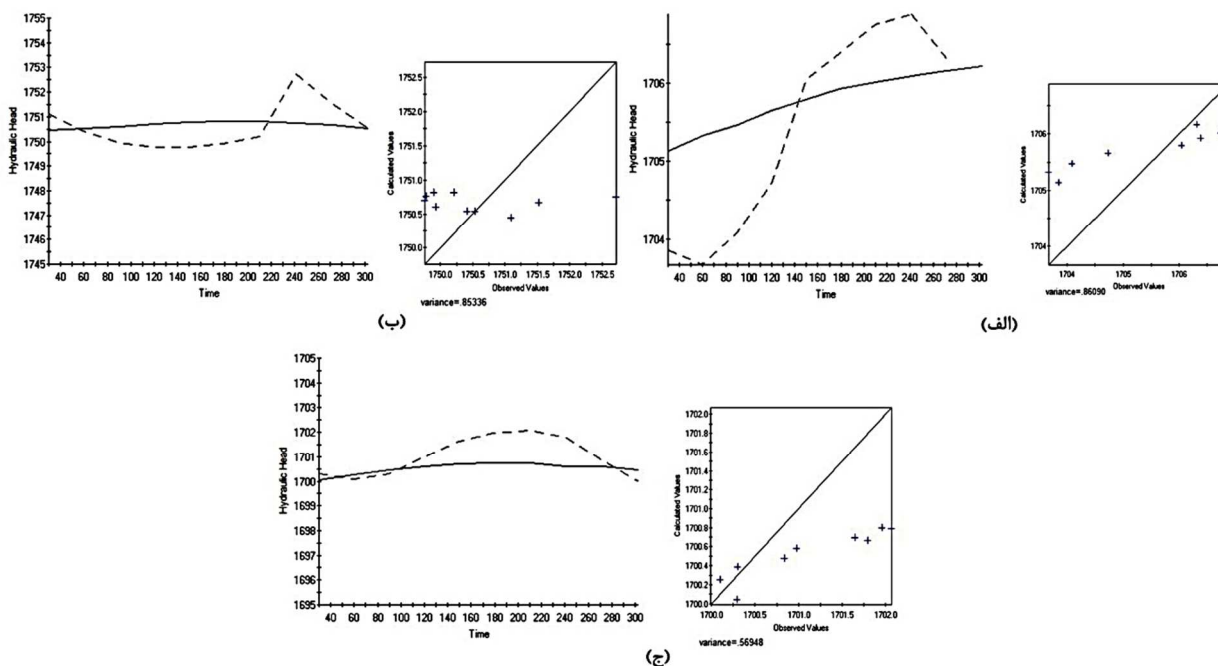 1755
1754
1753
1752
1751
1750
1749
1748
1747
1746
1745
Hydraulic Head
40 60 80 100 120 140 160 180 200 220 240 260 280 300
Time
1752.5
1752.0
1751.5
1751.0
1750.5
1750.0
Calculated Values
1750.0 1750.5 1751.0 1751.5 1752.0 1752.5
Observed Values
variance=.85336
(ب)
1706
1705
1704
Hydraulic Head
40 60 80 100 120 140 160 180 200 220 240 260 280 300
Time
1706
1705
1704
Calculated Values
1704 1705 1706
Observed Values
variance=.86090
(الف)
1705
1704
1703
1702
1701
1700
1699
1698
1697
1696
1695
Hydraulic Head
40 60 80 100 120 140 160 180 200 220 240 260 280 300
Time
1702.0
1701.8
1701.6
1701.4
1701.2
1701.0
1700.8
1700.6
1700.4
1700.2
1700.0
Calculated Values
1700.0 1700.5 1701.0 1701.5 1702.0
Observed Values
variance=.56948
(ج)